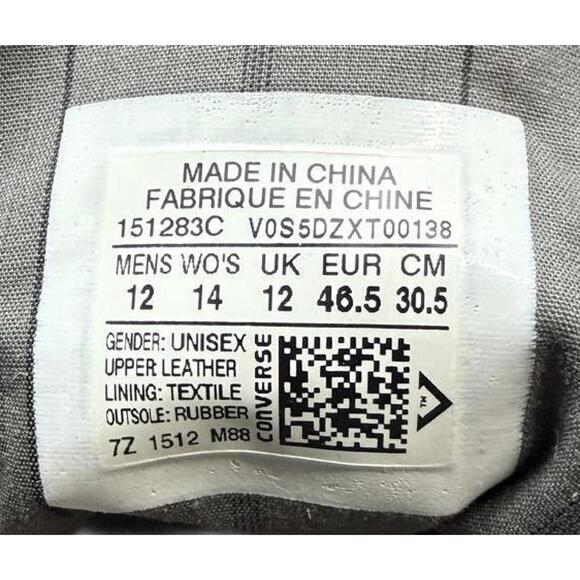 MADE IN CHINA
FABRIQUE EN CHINE
151283C V0S5DZXT00138
MENS WO'S UK EUR CM
12 14 12 46.5 30.5
GENDER: UNISEX
UPPER LEATHER
LINING: TEXTILE
OUTSOLE: RUBBER
7Z 1512 M88
CONVERSE
TM